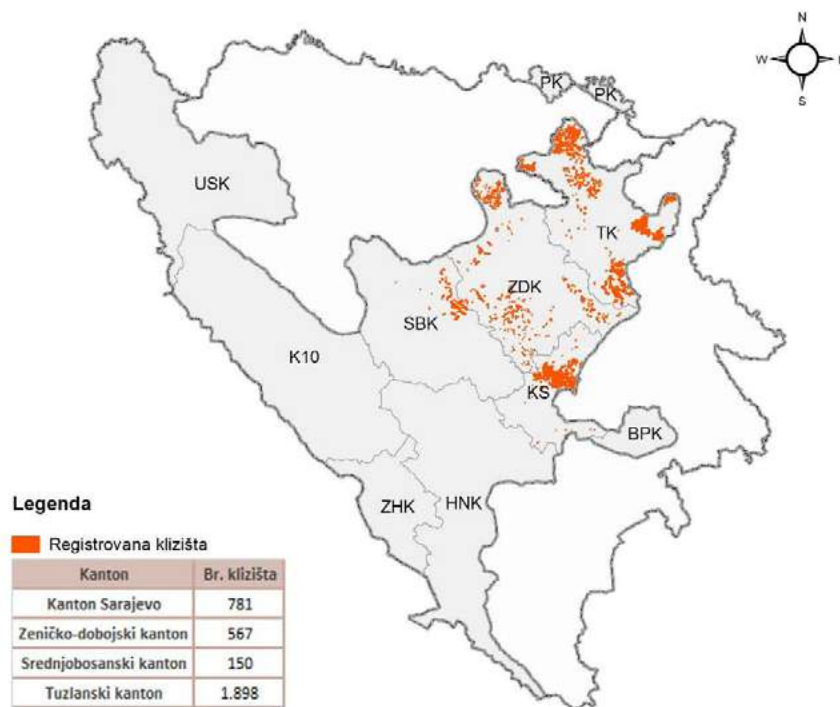 N
W
E
S
PK
PK
USK
TK
ZDK
SBK
K10
KS
BPK
ZHK
HNK
Legenda
Registrovana klizišta
Kanton Br. klizišta
Kanton Sarajevo 781
Zeničko-dobojski kanton 567
Srednjobosanski kanton 150
Tuzlanski kanton 1.898